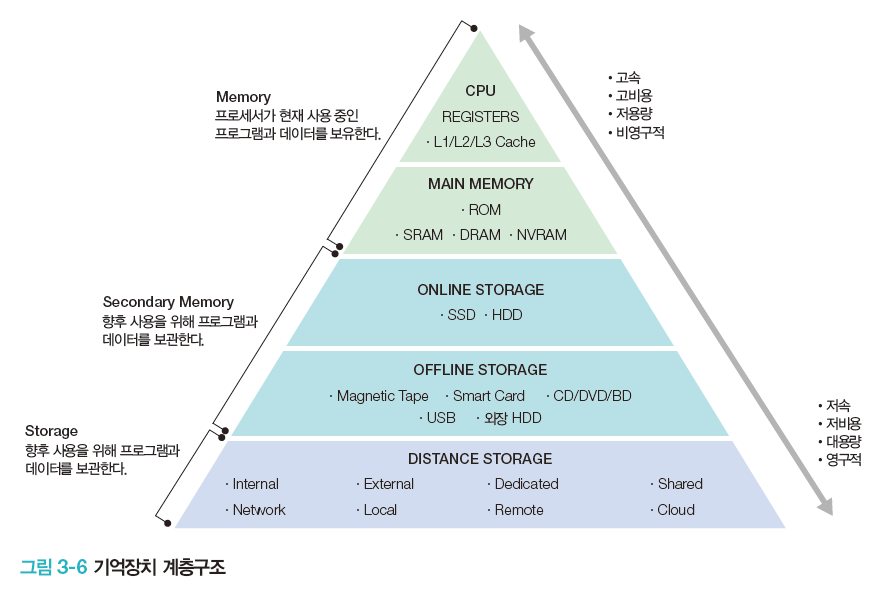 CPU
REGISTERS
· L1/L2/L3 Cache
MAIN MEMORY
· ROM
· SRAM · DRAM · NVRAM
ONLINE STORAGE
· SSD · HDD
OFFLINE STORAGE
· Magnetic Tape · Smart Card · CD/DVD/BD
· USB · 외장 HDD
DISTANCE STORAGE
· Internal · External · Dedicated · Shared
· Network · Local · Remote · Cloud
Memory
프로세서가 현재 사용 중인
프로그램과 데이터를 보유한다.
Secondary Memory
향후 사용을 위해 프로그램과
데이터를 보관한다.
Storage
향후 사용을 위해 프로그램과
데이터를 보관한다.
• 고속
• 고비용
• 저용량
• 비영구적
• 저속
• 저비용
• 대용량
• 영구적
그림 3-6 기억장치 계층구조